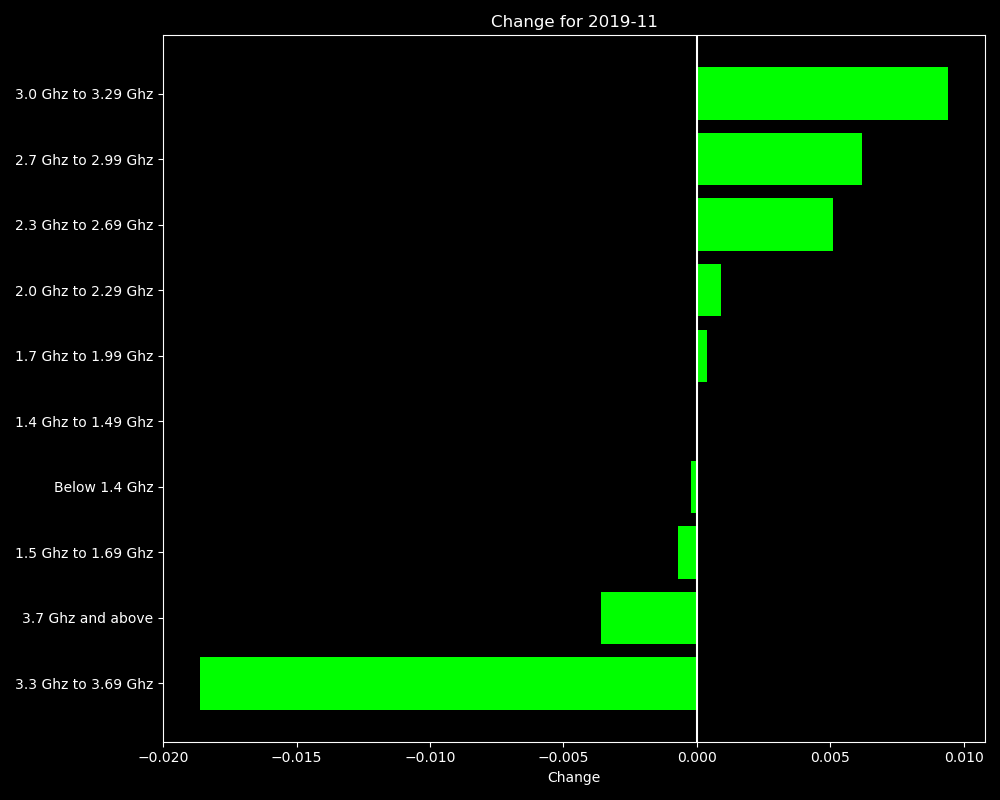 Change for 2019-11
3.0 Ghz to 3.29 Ghz
2.7 Ghz to 2.99 Ghz
2.3 Ghz to 2.69 Ghz
2.0 Ghz to 2.29 Ghz
1.7 Ghz to 1.99 Ghz
1.4 Ghz to 1.49 Ghz
Below 1.4 Ghz
1.5 Ghz to 1.69 Ghz
3.7 Ghz and above
3.3 Ghz to 3.69 Ghz
−0.020 −0.015 −0.010 −0.005 0.000 0.005 0.010
Change